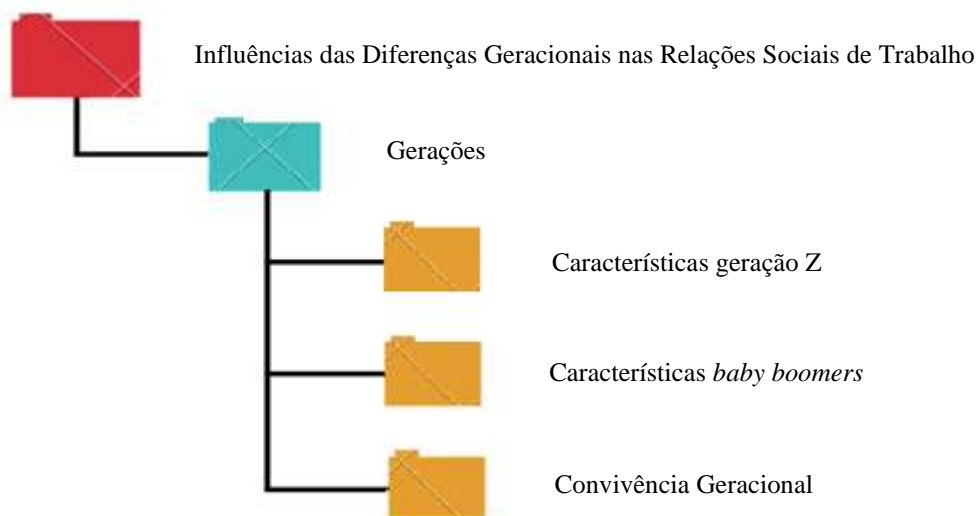 Influências das Diferenças Geracionais nas Relações Sociais de Trabalho
Gerações
Características geração Z
Características baby boomers
Convivência Geracional